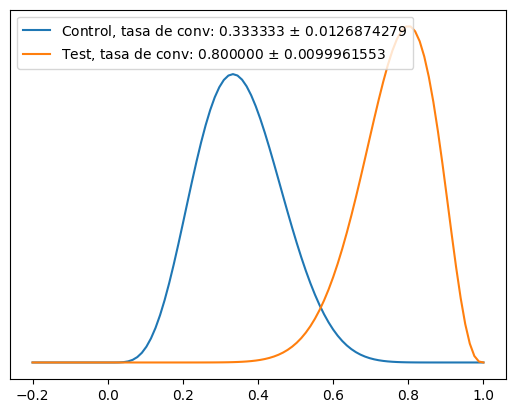 Control, tasa de conv: 0.333333 ± 0.0126874279
Test, tasa de conv: 0.800000 ± 0.0099961553
−0.2 0.0 0.2 0.4 0.6 0.8 1.0